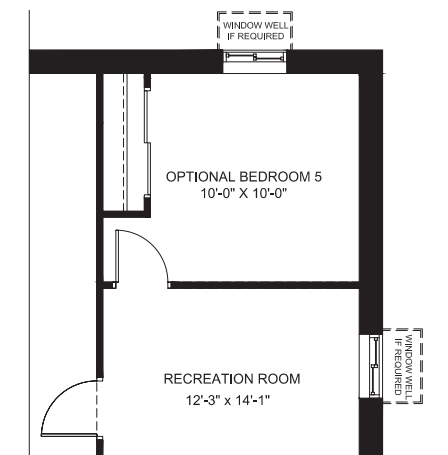 WINDOW WELL
IF REQUIRED
OPTIONAL BEDROOM 5
10'-0" X 10'-0"
WINDOW WELL
IF REQUIRED
RECREATION ROOM
12'-3" x 14'-1"